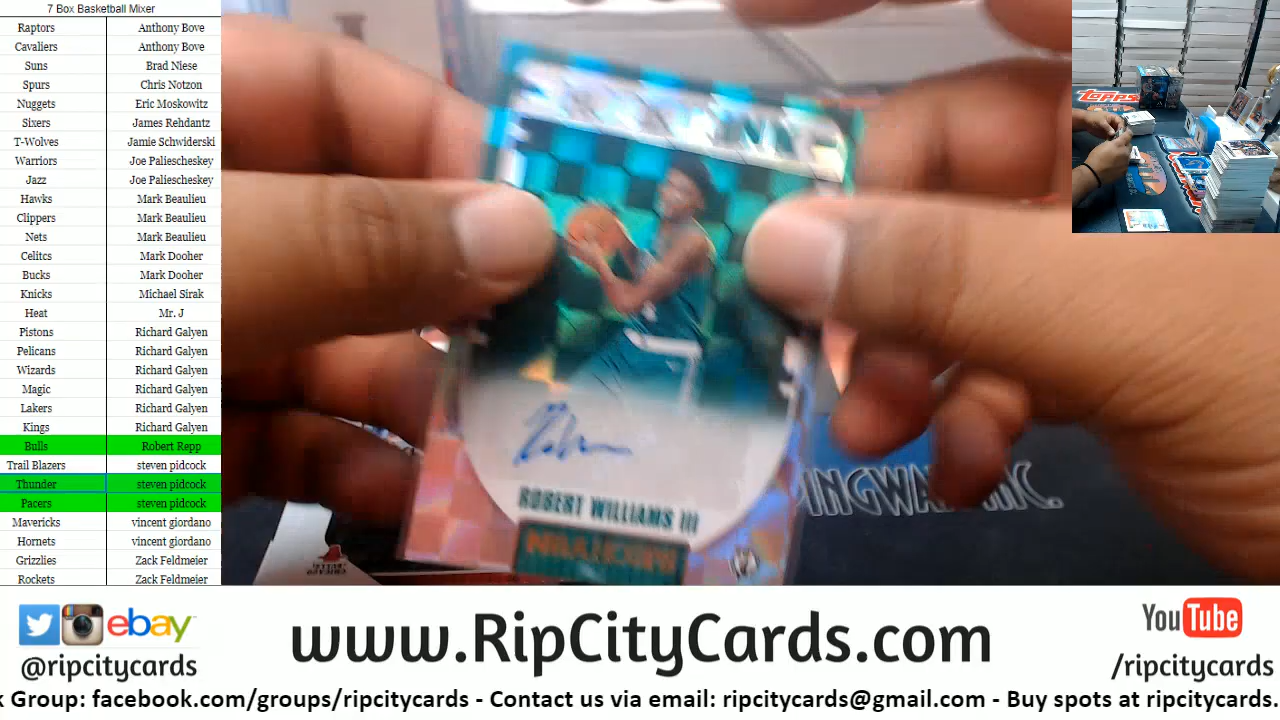 7 Box Basketball Mixer
Raptors Anthony Bove
Cavaliers Anthony Bove
Suns Brad Niese
Spurs Chris Notzon
Nuggets Eric Moskowitz
Sixers James Rehdantz
T-Wolves Jamie Schwiderski
Warriors Joe Paliescheskey
Jazz Joe Paliescheskey
Hawks Mark Beaulieu
Clippers Mark Beaulieu
Nets Mark Beaulieu
Celitcs Mark Dooher
Bucks Mark Dooher
Knicks Michael Sirak
Heat Mr. J
Pistons Richard Galyen
Pelicans Richard Galyen
Wizards Richard Galyen
Magic Richard Galyen
Lakers Richard Galyen
Kings Richard Galyen
Bulls Robert Repp
Trail Blazers steven pidcock
Thunder steven pidcock
Pacers steven pidcock
Mavericks vincent giordano
Hornets vincent giordano
Grizzlies Zack Feldmeier
Rockets Zack Feldmeier
Topps
ROBERT WILLIAMS III
ebay
@ripcitycards
www.RipCityCards.com
YouTube
/ripcitycards
Group: facebook.com/groups/ripcitycards - Contact us via email: ripcitycards@gmail.com - Buy spots at ripcitycards.